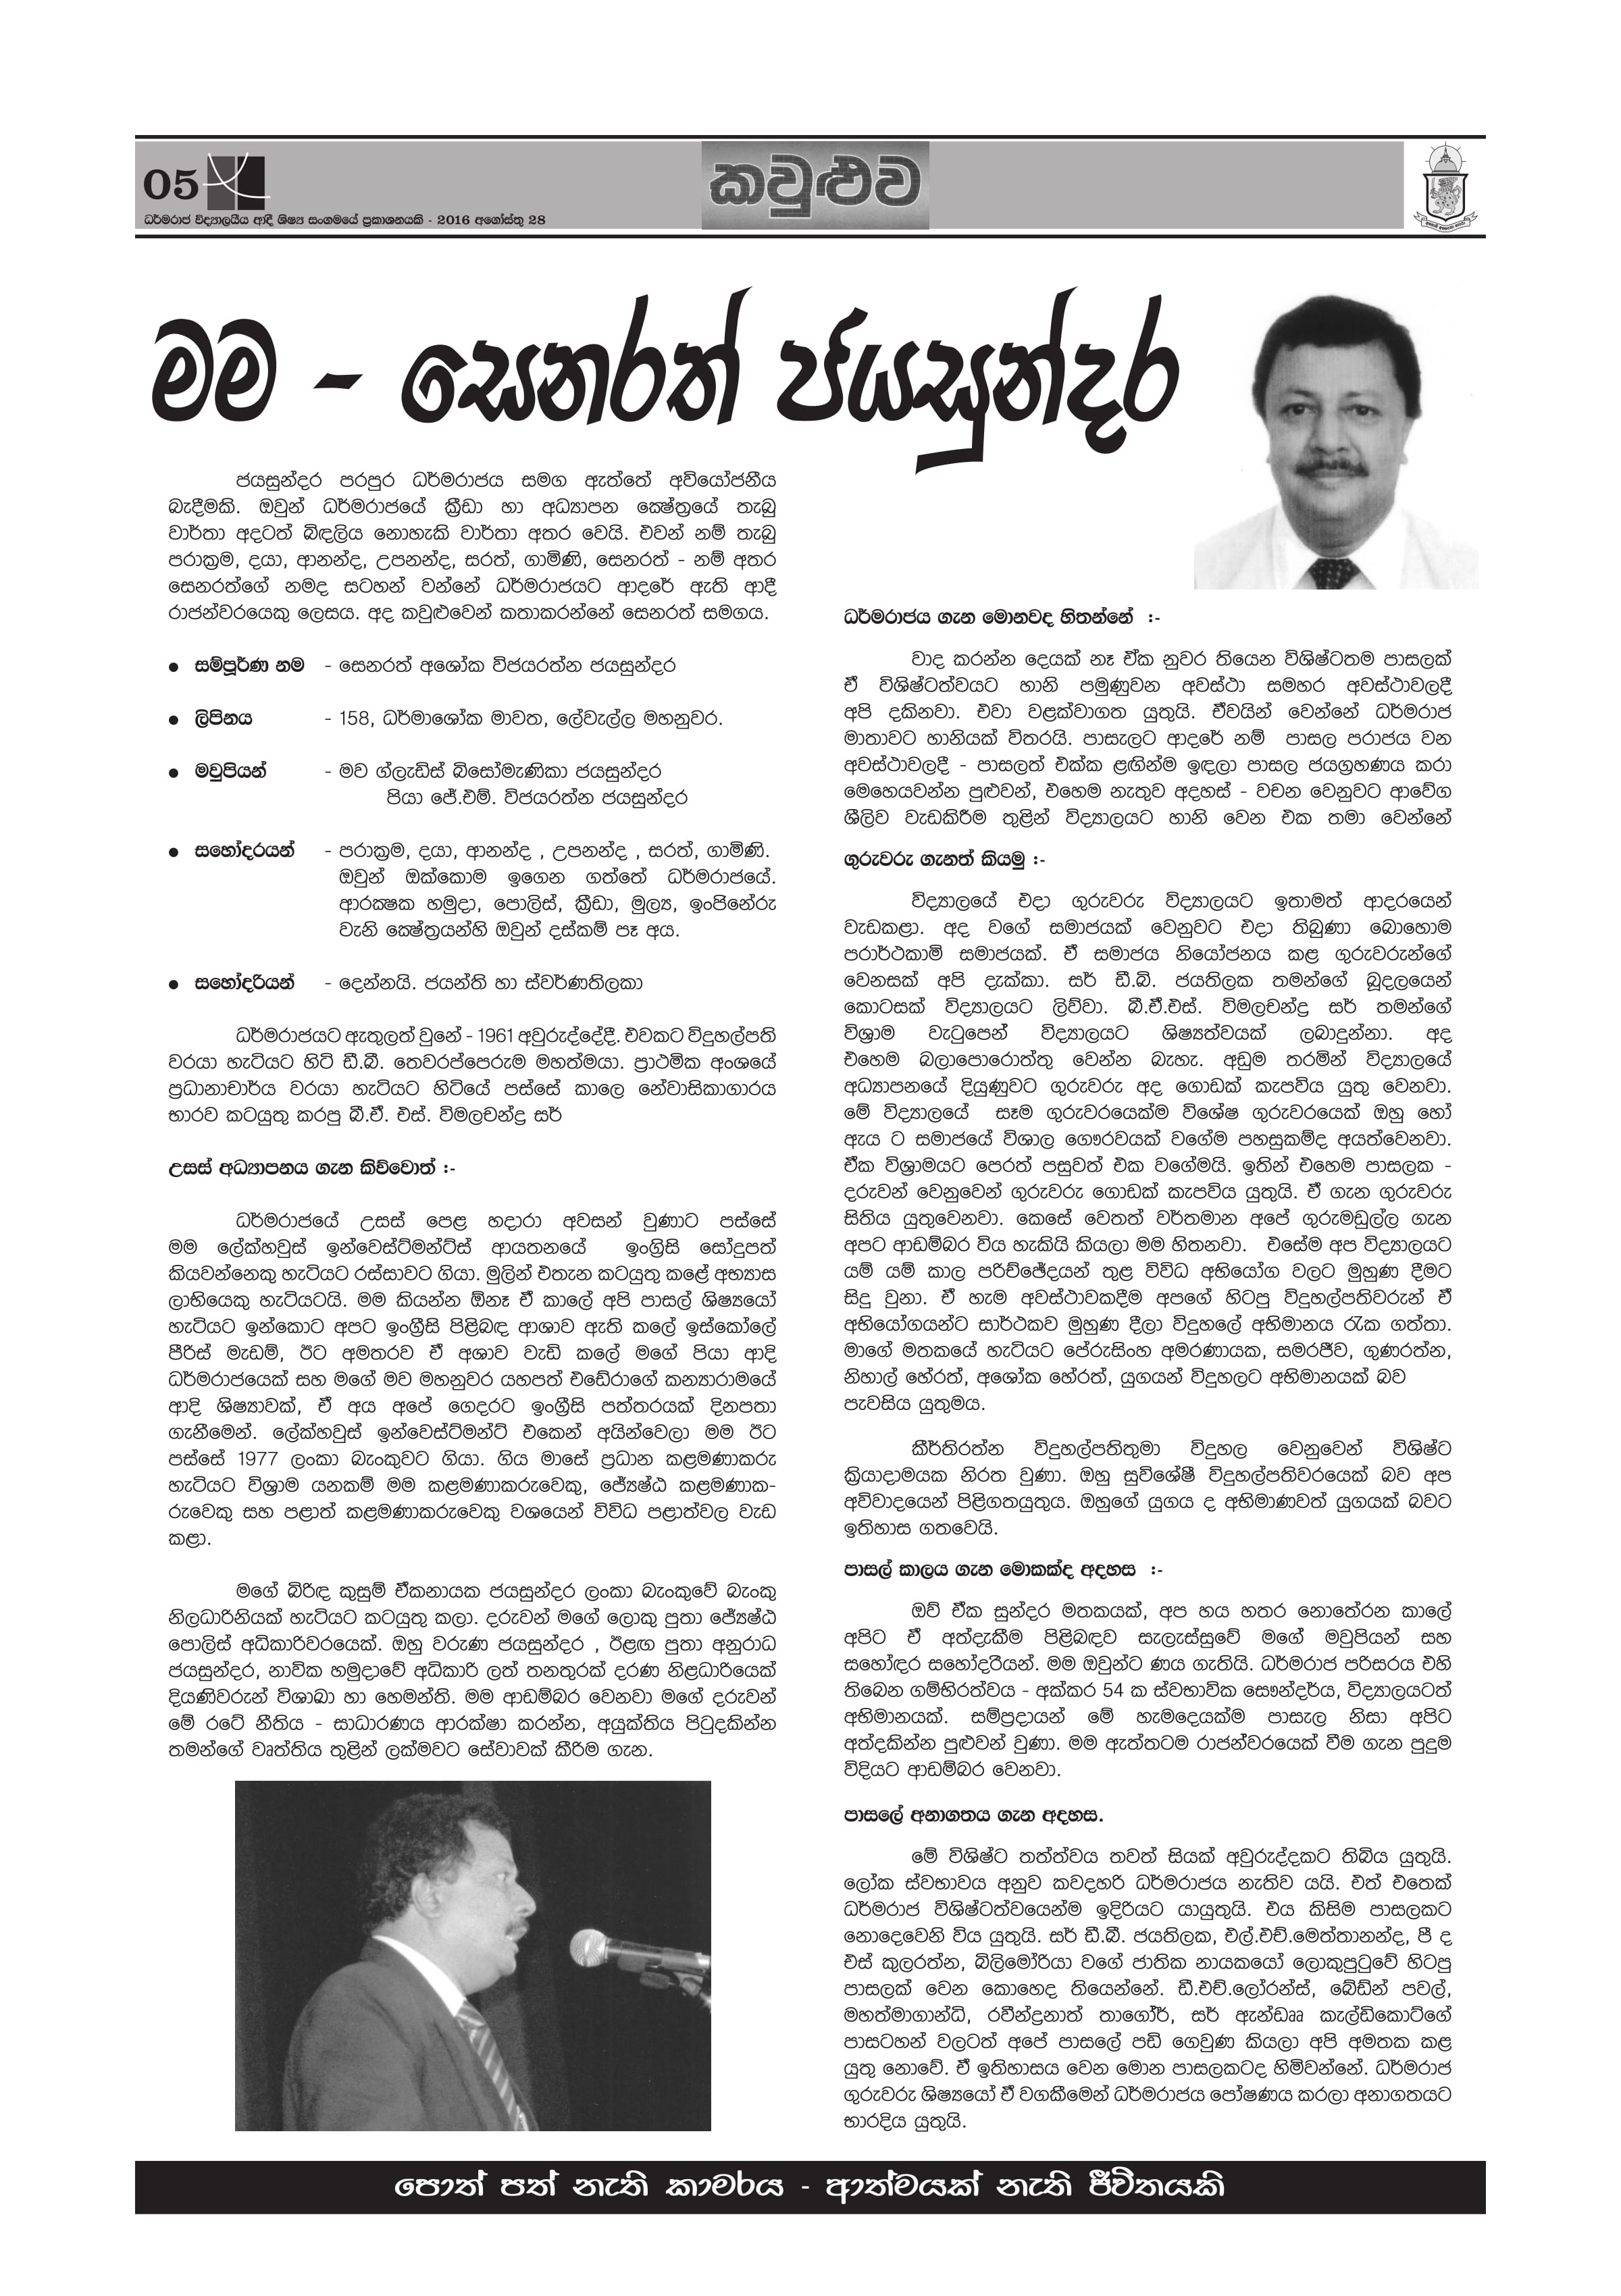 05
ධර්මරාජ විද්‍යාලයීය ආදී ශිෂ්‍ය සංගමයේ ප්‍රකාශනයකි - 2016 අගෝස්තු 28
කවුළුව
මම - සෙනරත් ජයසුන්දර
ජයසුන්දර පරපුර ධර්මරාජය සමග ඇත්තේ අවියෝජනීය
බැදීමකි. ඔවුන් ධර්මරාජයේ ක්‍රීඩා හා අධ්‍යාපන ක්‍ෂේත්‍රයේ තැබු
වාර්තා අදටත් බිඳලිය නොහැකි වාර්තා අතර වෙයි. එවන් නම් තැබු
පරාක්‍රම, දයා, ආනන්ද, උපනන්ද, සරත්, ගාමිණි, සෙනරත් - නම් අතර
සෙනරත්ගේ නමද සටහන් වන්නේ ධර්මරාජයට ආදරේ ඇති ආදී
රාජන්වරයෙකු ලෙසය. අද කවුළුවෙන් කතාකරන්නේ සෙනරත් සමගය.
● සම්පූර්ණ නම - සෙනරත් අශෝක විජයරත්න ජයසුන්දර
● ලිපිනය - 158, ධර්මාශෝක මාවත, ලේවැල්ල මහනුවර.
● මවුපියන් - මව ග්ලැඩිස් බිසෝමැණිකා ජයසුන්දර
පියා ජේ.එම්. විජයරත්න ජයසුන්දර
● සහෝදරයන් - පරාක්‍රම, දයා, ආනන්ද , උපනන්ද , සරත්, ගාමිණි.
ඔවුන් ඔක්කොම ඉගෙන ගත්තේ ධර්මරාජයේ.
ආරක්‍ෂක හමුදා, පොලිස්, ක්‍රීඩා, මුල්‍ය, ඉංජිනේරු
වැනි ක්‍ෂේත්‍රයන්හි ඔවුන් දස්කම් පෑ අය.
● සහෝදරියන් - දෙන්නයි. ජයන්ති හා ස්වර්ණතිලකා
ධර්මරාජයට ඇතුලත් වුනේ - 1961 අවුරුද්දේදී. එවකට විදුහල්පති
වරයා හැටියට හිටි ඩී.බී. තෙවරප්පෙරුම මහත්මයා. ප්‍රාථමික අංශයේ
ප්‍රධානාචාර්ය වරයා හැටියට හිටියේ පස්සේ කාලෙ නේවාසිකාගාරය
භාරව කටයුතු කරපු බී.ඒ. එස්. විමලචන්ද්‍ර සර්
උසස් අධ්‍යාපනය ගැන කිව්වොත් :-
ධර්මරාජයේ උසස් පෙළ හදාරා අවසන් වුණාට පස්සේ
මම ලේක්හවුස් ඉන්වෙස්ට්මන්ට්ස් ආයතනයේ ඉංග්‍රිසි සෝදුපත්
කියවන්නෙකු හැටියට රස්සාවට ගියා. මුලින් එතැන කටයුතු කළේ අභ්‍යාස
ලාභියෙකු හැටියටයි. මම කියන්න ඕනෑ ඒ කාලේ අපි පාසල් ශිෂ්‍යයෝ
හැටියට ඉන්කොට අපට ඉංග්‍රීසි පිළිබඳ ආශාව ඇති කලේ ඉස්කෝලේ
පීරිස් මැඩම්, ඊට අමතරව ඒ අශාව වැඩි කලේ මගේ පියා ආදි
ධර්මරාජයෙක් සහ මගේ මව මහනුවර යහපත් එඬේරාගේ කන්‍යාරාමයේ
ආදි ශිෂ්‍යාවක්, ඒ අය අපේ ගෙදරට ඉංග්‍රීසි පත්තරයක් දිනපතා
ගැනීමෙන්. ලේක්හවුස් ඉන්වෙස්ට්මන්ට් එකෙන් අයින්වෙලා මම ඊට
පස්සේ 1977 ලංකා බැංකුවට ගියා. ගිය මාසේ ප්‍රධාන කළමණාකරු
හැටියට විශ්‍රාම යනකම් මම කළමණාකරුවෙකු, ජ්‍යේෂ්ඨ කළමණාක-
රුවෙකු සහ පළාත් කළමණාකරුවෙකු වශයෙන් විවිධ පළාත්වල වැඩ
කළා.
මගේ බිරිඳ කුසුම් ඒකනායක ජයසුන්දර ලංකා බැංකුවේ බැංකු
නිලධාරිනියක් හැටියට කටයුතු කලා. දරුවන් මගේ ලොකු පුතා ජ්‍යේෂ්ඨ
පොලිස් අධිකාරිවරයෙක්. ඔහු වරුණ ජයසුන්දර , ඊළඟ පුතා අනුරාධ
ජයසුන්දර, නාවික හමුදාවේ අධිකාරි ලත් තනතුරක් දරණ නිළධාරියෙක්
දියණිවරුන් විශාඛා හා හෙමන්ති. මම ආඩම්බර වෙනවා මගේ දරුවන්
මේ රටේ නීතිය - සාධාරණය ආරක්ෂා කරන්න, අයුක්තිය පිටුදකින්න
තමන්ගේ වෘත්තිය තුළින් ලක්මවට සේවාවක් කිරීම ගැන.
ධර්මරාජය ගැන මොනවද හිතන්නේ :-
වාද කරන්න දෙයක් නෑ ඒක නුවර තියෙන විශිෂ්ටතම පාසලක්
ඒ විශිෂ්ටත්වයට හානි පමුණුවන අවස්ථා සමහර අවස්ථාවලදී
අපි දකිනවා. එවා වළක්වාගත යුතුයි. ඒවයින් වෙන්නේ ධර්මරාජ
මාතාවට හානියක් විතරයි. පාසැලට ආදරේ නම් පාසල පරාජය වන
අවස්ථාවලදී - පාසලත් එක්ක ළඟින්ම ඉඳලා පාසල ජයග්‍රහණය කරා
මෙහෙයවන්න පුළුවන්, එහෙම නැතුව අදහස් - වචන වෙනුවට ආවේග
ශීලිව වැඩකිරීම තුළින් විද්‍යාලයට හානි වෙන එක තමා වෙන්නේ
ගුරුවරු ගැනත් කියමු :-
විද්‍යාලයේ එදා ගුරුවරු විද්‍යාලයට ඉතාමත් ආදරයෙන්
වැඩකළා. අද වගේ සමාජයක් වෙනුවට එදා තිබුණා බොහොම
පරාර්ථකාමි සමාජයක්. ඒ සමාජය නියෝජනය කළ ගුරුවරුන්ගේ
වෙනසක් අපි දැක්කා. සර් ඩී.බි. ජයතිලක තමන්ගේ බූදලයෙන්
කොටසක් විද්‍යාලයට ලිව්වා. බී.ඒ.එස්. විමලචන්ද්‍ර සර් තමන්ගේ
විශ්‍රාම වැටුපෙන් විද්‍යාලයට ශිෂ්‍යත්වයක් ලබාදුන්නා. අද
එහෙම බලාපොරොත්තු වෙන්න බැහැ. අඩුම තරමින් විද්‍යාලයේ
අධ්‍යාපනයේ දියුණුවට ගුරුවරු අද ගොඩක් කැපවිය යුතු වෙනවා.
මේ විද්‍යාලයේ සෑම ගුරුවරයෙක්ම විශේෂ ගුරුවරයෙක් ඔහු හෝ
ඇය ට සමාජයේ විශාල ගෞරවයක් වගේම පහසුකම්ද අයත්වෙනවා.
ඒක විශ්‍රාමයට පෙරත් පසුවත් එක වගේමයි. ඉතින් එහෙම පාසලක -
දරුවන් වෙනුවෙන් ගුරුවරු ගොඩක් කැපවිය යුතුයි. ඒ ගැන ගුරුවරු
සිතිය යුතුවෙනවා. කෙසේ වෙතත් වර්තමාන අපේ ගුරුමඩුල්ල ගැන
අපට ආඩම්බර විය හැකියි කියලා මම හිතනවා. එසේම අප විද්‍යාලයට
යම් යම් කාල පරිච්ඡේදයන් තුළ විවිධ අභියෝග වලට මුහුණ දීමට
සිදු වුනා. ඒ හැම අවස්ථාවකදීම අපගේ හිටපු විදුහල්පතිවරුන් ඒ
අභියෝගයන්ට සාර්ථකව මුහුණ දීලා විදුහලේ අභිමානය රැක ගත්තා.
මාගේ මතකයේ හැටියට පේරුසිංහ අමරණායක, සමරජීව, ගුණරත්න,
නිහාල් හේරත්, අශෝක හේරත්, යුගයන් විදුහලට අභිමානයක් බව
පැවසිය යුතුමය.
කීර්තිරත්න විදුහල්පතිතුමා විදුහල වෙනුවෙන් විශිෂ්ට
ක්‍රියාදාමයක නිරත වුණා. ඔහු සුවිශේෂී විදුහල්පතිවරයෙක් බව අප
අවිවාදයෙන් පිළිගතයුතුය. ඔහුගේ යුගය ද අභිමාණවත් යුගයක් බවට
ඉතිහාස ගතවෙයි.
පාසල් කාලය ගැන මොකක්ද අදහස :-
ඔව් ඒක සුන්දර මතකයක්, අප හය හතර නොතේරන කාලේ
අපිට ඒ අත්දැකීම පිළිබඳව සැලැස්සුවේ මගේ මවුපියන් සහ
සහෝඳර සහෝදරියන්. මම ඔවුන්ට ණය ගැතියි. ධර්මරාජ පරිසරය එහි
තිබෙන ගම්භිරත්වය - අක්කර 54 ක ස්වභාවික සෞන්දර්ය, විද්‍යාලයටත්
අභිමානයක්. සම්ප්‍රදායන් මේ හැමදෙයක්ම පාසැල නිසා අපිට
අත්දකින්න පුළුවන් වුණා. මම ඇත්තටම රාජන්වරයෙක් වීම ගැන පුදුම
විදියට ආඩම්බර වෙනවා.
පාසලේ අනාගතය ගැන අදහස.
මේ විශිෂ්ට තත්ත්වය තවත් සියක් අවුරුද්දකට තිබිය යුතුයි.
ලෝක ස්වභාවය අනුව කවදහරි ධර්මරාජය නැතිව යයි. එත් එතෙක්
ධර්මරාජ විශිෂ්ටත්වයෙන්ම ඉදිරියට යායුතුයි. එය කිසිම පාසලකට
නොදෙවෙනි විය යුතුයි. සර් ඩී.බී. ජයතිලක, එල්.එච්.මෙත්තානන්ද, පී ද
එස් කුලරත්න, බිලිමෝරියා වගේ ජාතික නායකයෝ ලොකුපුටුවේ හිටපු
පාසලක් වෙන කොහෙද තියෙන්නේ. ඩී.එච්.ලෝරන්ස්, බේඩ්න් පවල්,
මහත්මාගාන්ධි, රවීන්ද්‍රනාත් තාගෝර්, සර් ඇන්ඩෲ කැල්ඩිකොට්ගේ
පාසටහන් වලටත් අපේ පාසලේ පඩි ගෙවුණ කියලා අපි අමතක කළ
යුතු නොවේ. ඒ ඉතිහාසය වෙන මොන පාසලකටද හිමිවන්නේ. ධර්මරාජ
ගුරුවරු ශිෂ්‍යයෝ ඒ වගකීමෙන් ධර්මරාජය පෝෂණය කරලා අනාගතයට
භාරදිය යුතුයි.
පොත් පත් නැති කාමරය - ආත්මයක් නැති ජීවිතයකි